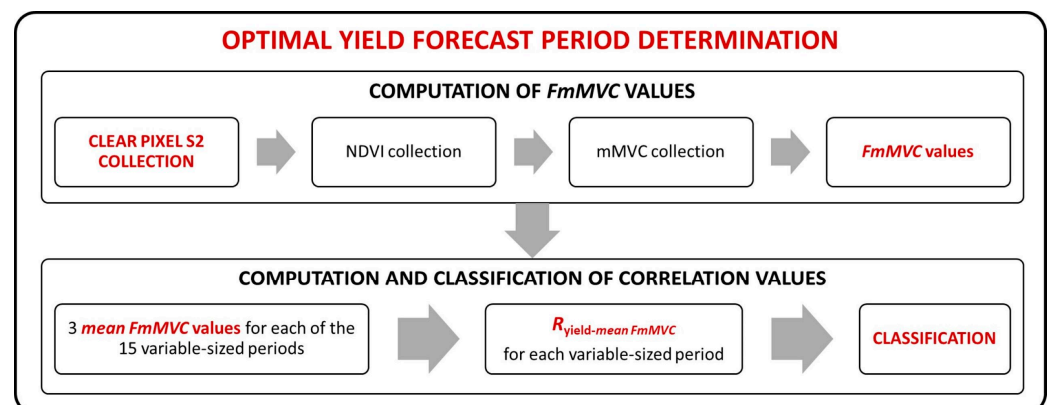 OPTIMAL YIELD FORECAST PERIOD DETERMINATION
COMPUTATION OF FmMVC VALUES
CLEAR PIXEL S2
COLLECTION
NDVI collection
mMVC collection
FmMVC values
COMPUTATION AND CLASSIFICATION OF CORRELATION VALUES
3 mean FmMVC values for each of the
15 variable-sized periods
Ryield-mean FmMVC
for each variable-sized period
CLASSIFICATION